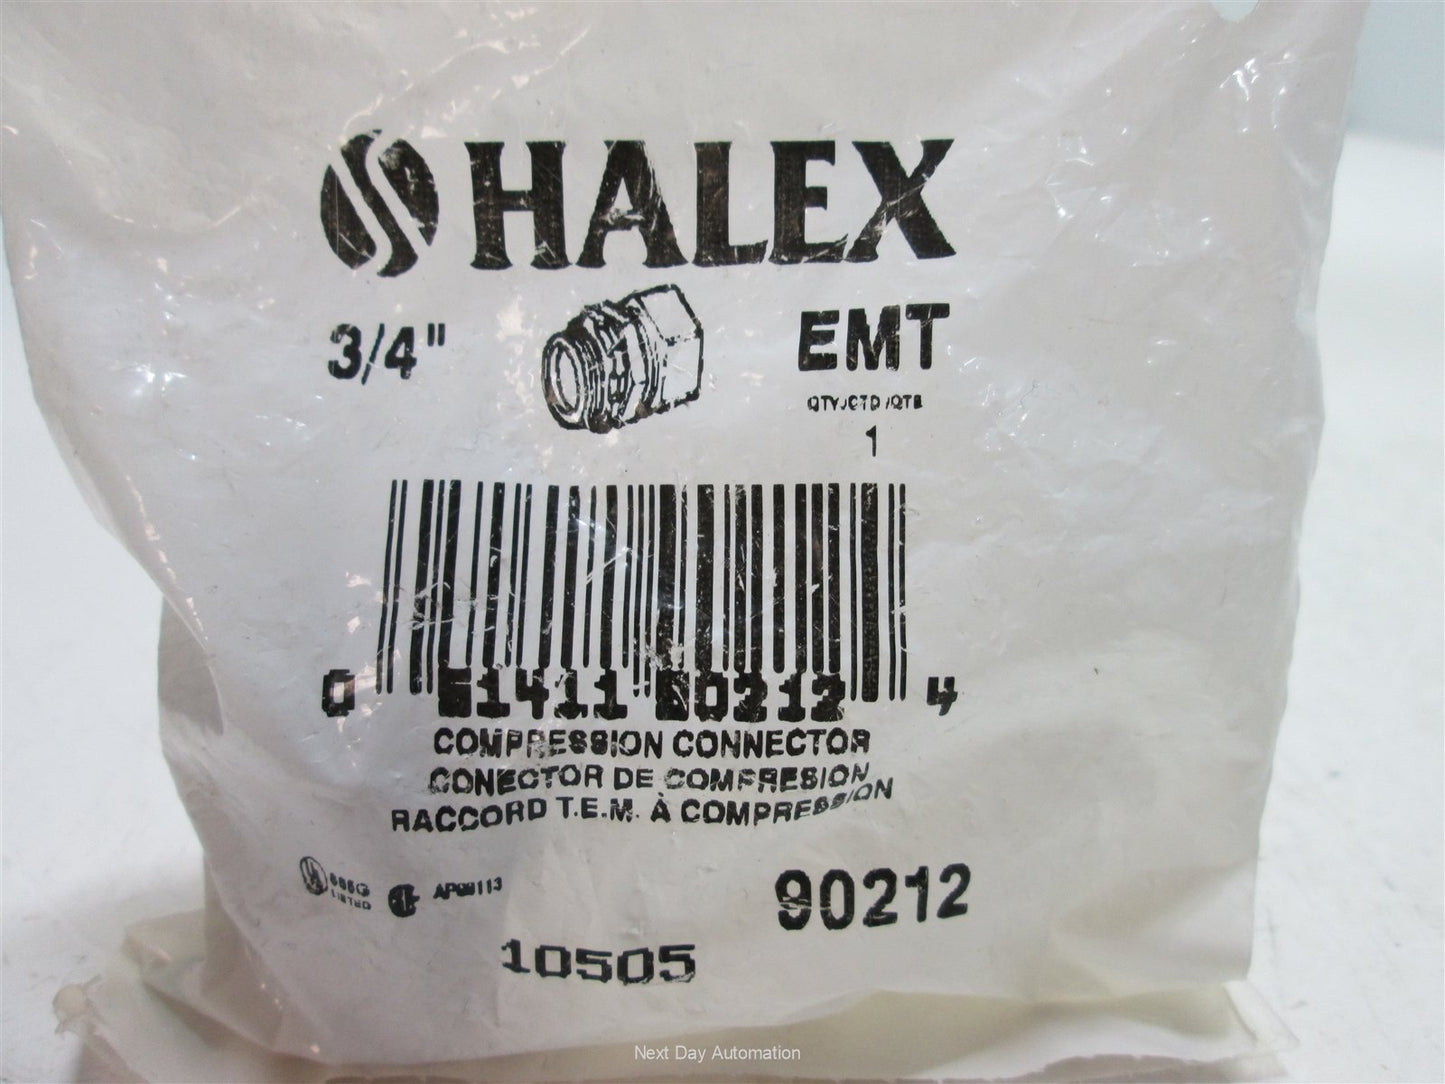 HALEX
3/4" EMT
QTY/CTD/QTE
1
0 51411 90212 4
COMPRESSION CONNECTOR
CONECTOR DE COMPRESION
RACCORD T.E.M. À COMPRESSION
UL LISTED
90212
10505
Next Day Automation